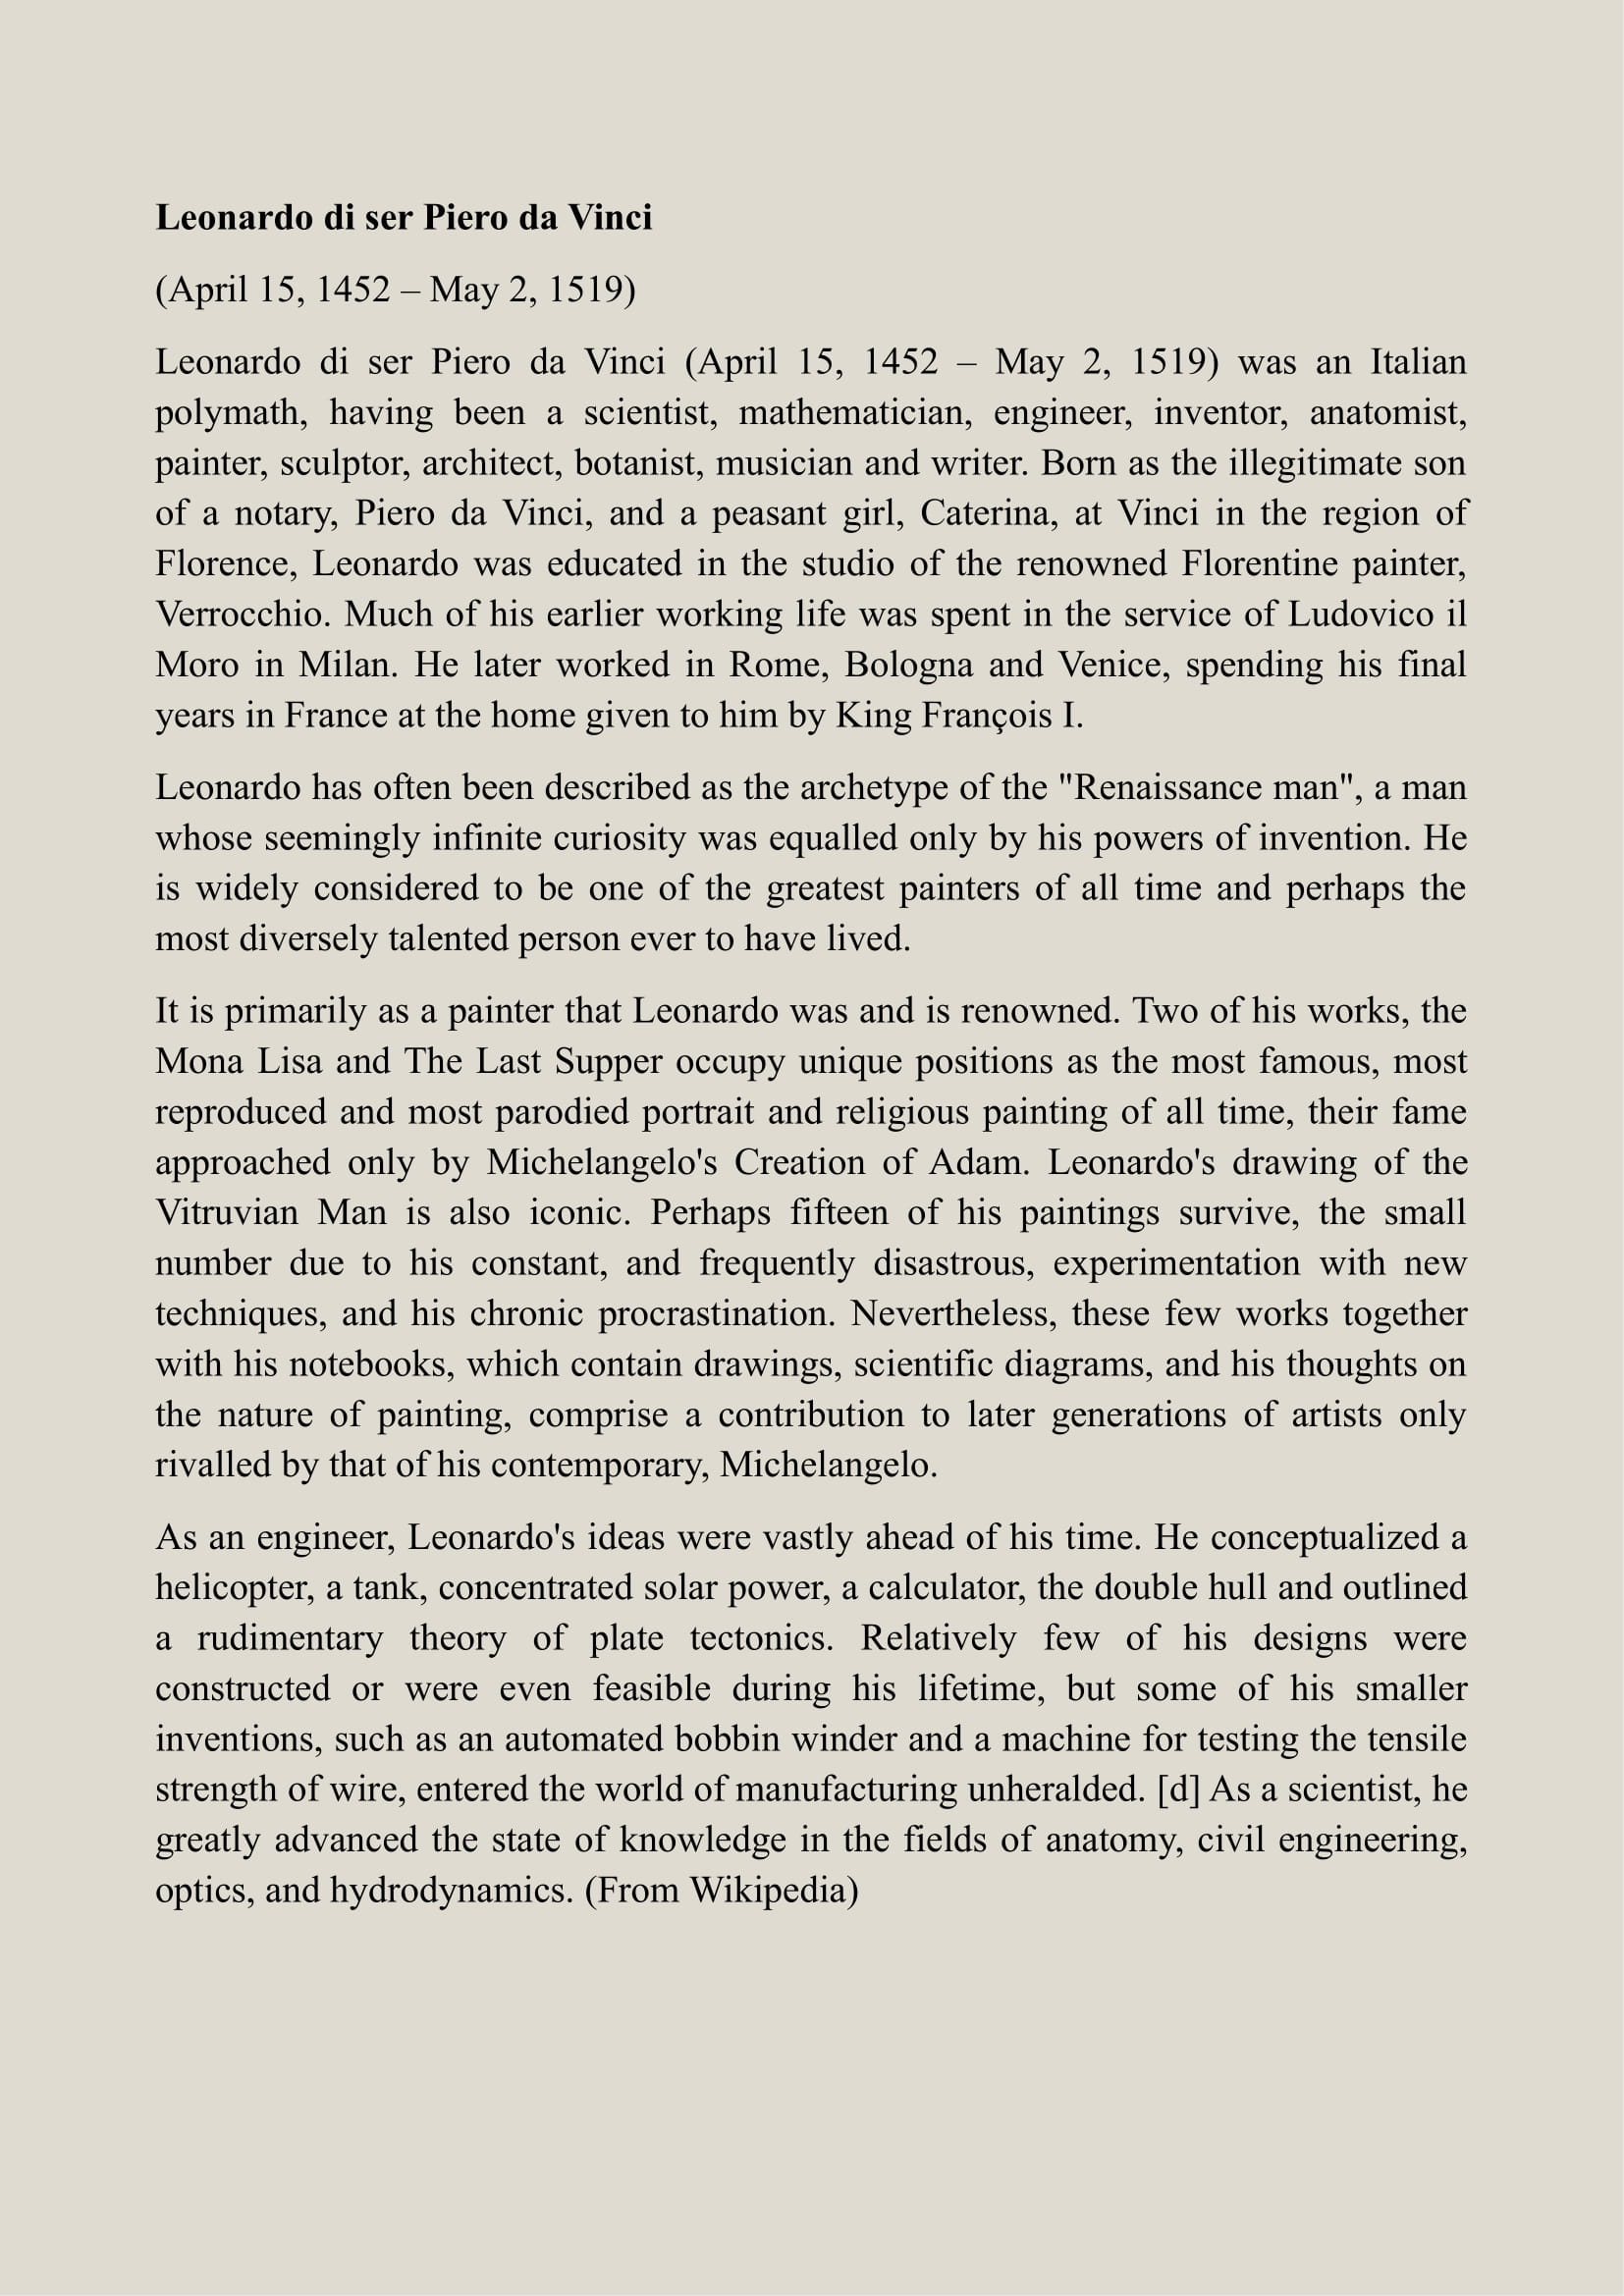 Leonardo di ser Piero da Vinci
(April 15, 1452 – May 2, 1519)
Leonardo di ser Piero da Vinci (April 15, 1452 – May 2, 1519) was an Italian
polymath, having been a scientist, mathematician, engineer, inventor, anatomist,
painter, sculptor, architect, botanist, musician and writer. Born as the illegitimate son
of a notary, Piero da Vinci, and a peasant girl, Caterina, at Vinci in the region of
Florence, Leonardo was educated in the studio of the renowned Florentine painter,
Verrocchio. Much of his earlier working life was spent in the service of Ludovico il
Moro in Milan. He later worked in Rome, Bologna and Venice, spending his final
years in France at the home given to him by King François I.
Leonardo has often been described as the archetype of the "Renaissance man", a man
whose seemingly infinite curiosity was equalled only by his powers of invention. He
is widely considered to be one of the greatest painters of all time and perhaps the
most diversely talented person ever to have lived.
It is primarily as a painter that Leonardo was and is renowned. Two of his works, the
Mona Lisa and The Last Supper occupy unique positions as the most famous, most
reproduced and most parodied portrait and religious painting of all time, their fame
approached only by Michelangelo's Creation of Adam. Leonardo's drawing of the
Vitruvian Man is also iconic. Perhaps fifteen of his paintings survive, the small
number due to his constant, and frequently disastrous, experimentation with new
techniques, and his chronic procrastination. Nevertheless, these few works together
with his notebooks, which contain drawings, scientific diagrams, and his thoughts on
the nature of painting, comprise a contribution to later generations of artists only
rivalled by that of his contemporary, Michelangelo.
As an engineer, Leonardo's ideas were vastly ahead of his time. He conceptualized a
helicopter, a tank, concentrated solar power, a calculator, the double hull and outlined
a rudimentary theory of plate tectonics. Relatively few of his designs were
constructed or were even feasible during his lifetime, but some of his smaller
inventions, such as an automated bobbin winder and a machine for testing the tensile
strength of wire, entered the world of manufacturing unheralded. [d] As a scientist, he
greatly advanced the state of knowledge in the fields of anatomy, civil engineering,
optics, and hydrodynamics. (From Wikipedia)